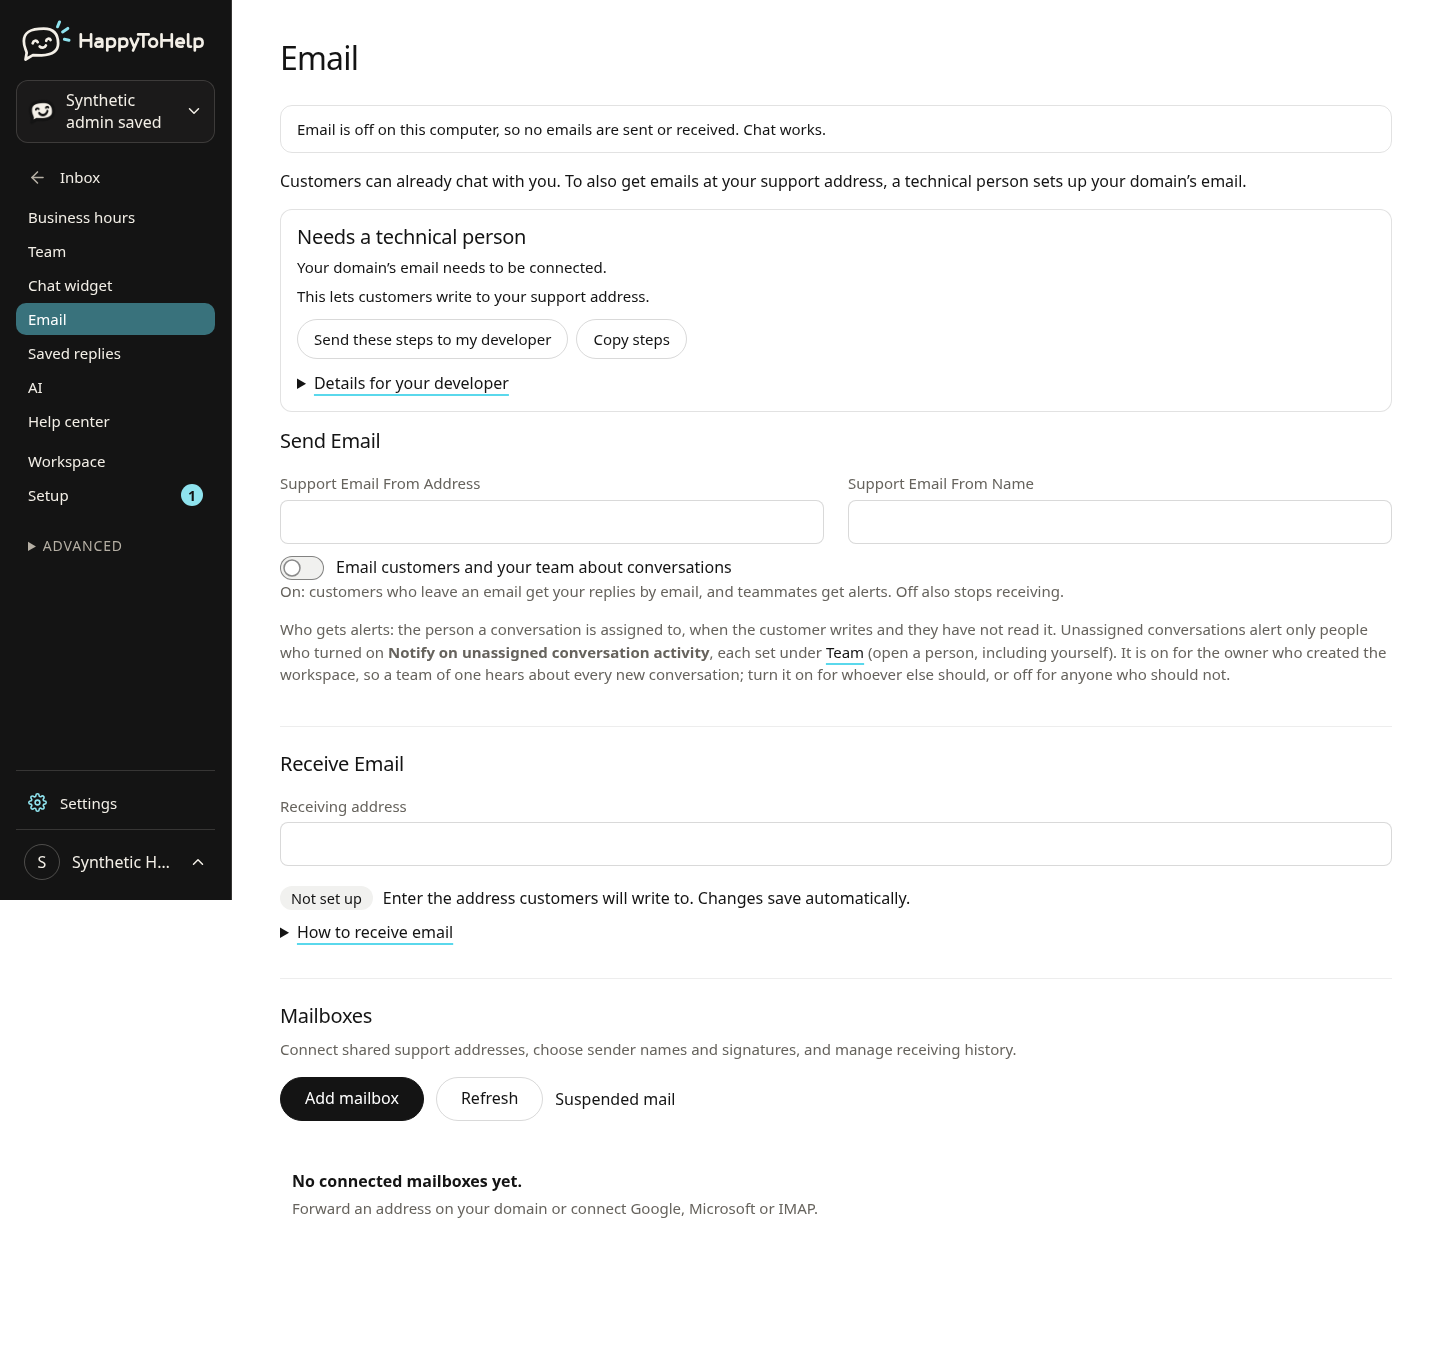 HappyToHelp
Synthetic
admin saved
Inbox
Business hours
Team
Chat widget
Email
Saved replies
AI
Help center
Workspace
Setup
1
ADVANCED
Settings
S
Synthetic H...
Email
Email is off on this computer, so no emails are sent or received. Chat works.
Customers can already chat with you. To also get emails at your support address, a technical person sets up your domain’s email.
Needs a technical person
Your domain’s email needs to be connected.
This lets customers write to your support address.
Send these steps to my developer
Copy steps
Details for your developer
Send Email
Support Email From Address
Support Email From Name
Email customers and your team about conversations
On: customers who leave an email get your replies by email, and teammates get alerts. Off also stops receiving.
Who gets alerts: the person a conversation is assigned to, when the customer writes and they have not read it. Unassigned conversations alert only people
who turned on Notify on unassigned conversation activity, each set under Team (open a person, including yourself). It is on for the owner who created the
workspace, so a team of one hears about every new conversation; turn it on for whoever else should, or off for anyone who should not.
Receive Email
Receiving address
Not set up
Enter the address customers will write to. Changes save automatically.
How to receive email
Mailboxes
Connect shared support addresses, choose sender names and signatures, and manage receiving history.
Add mailbox
Refresh
Suspended mail
No connected mailboxes yet.
Forward an address on your domain or connect Google, Microsoft or IMAP.